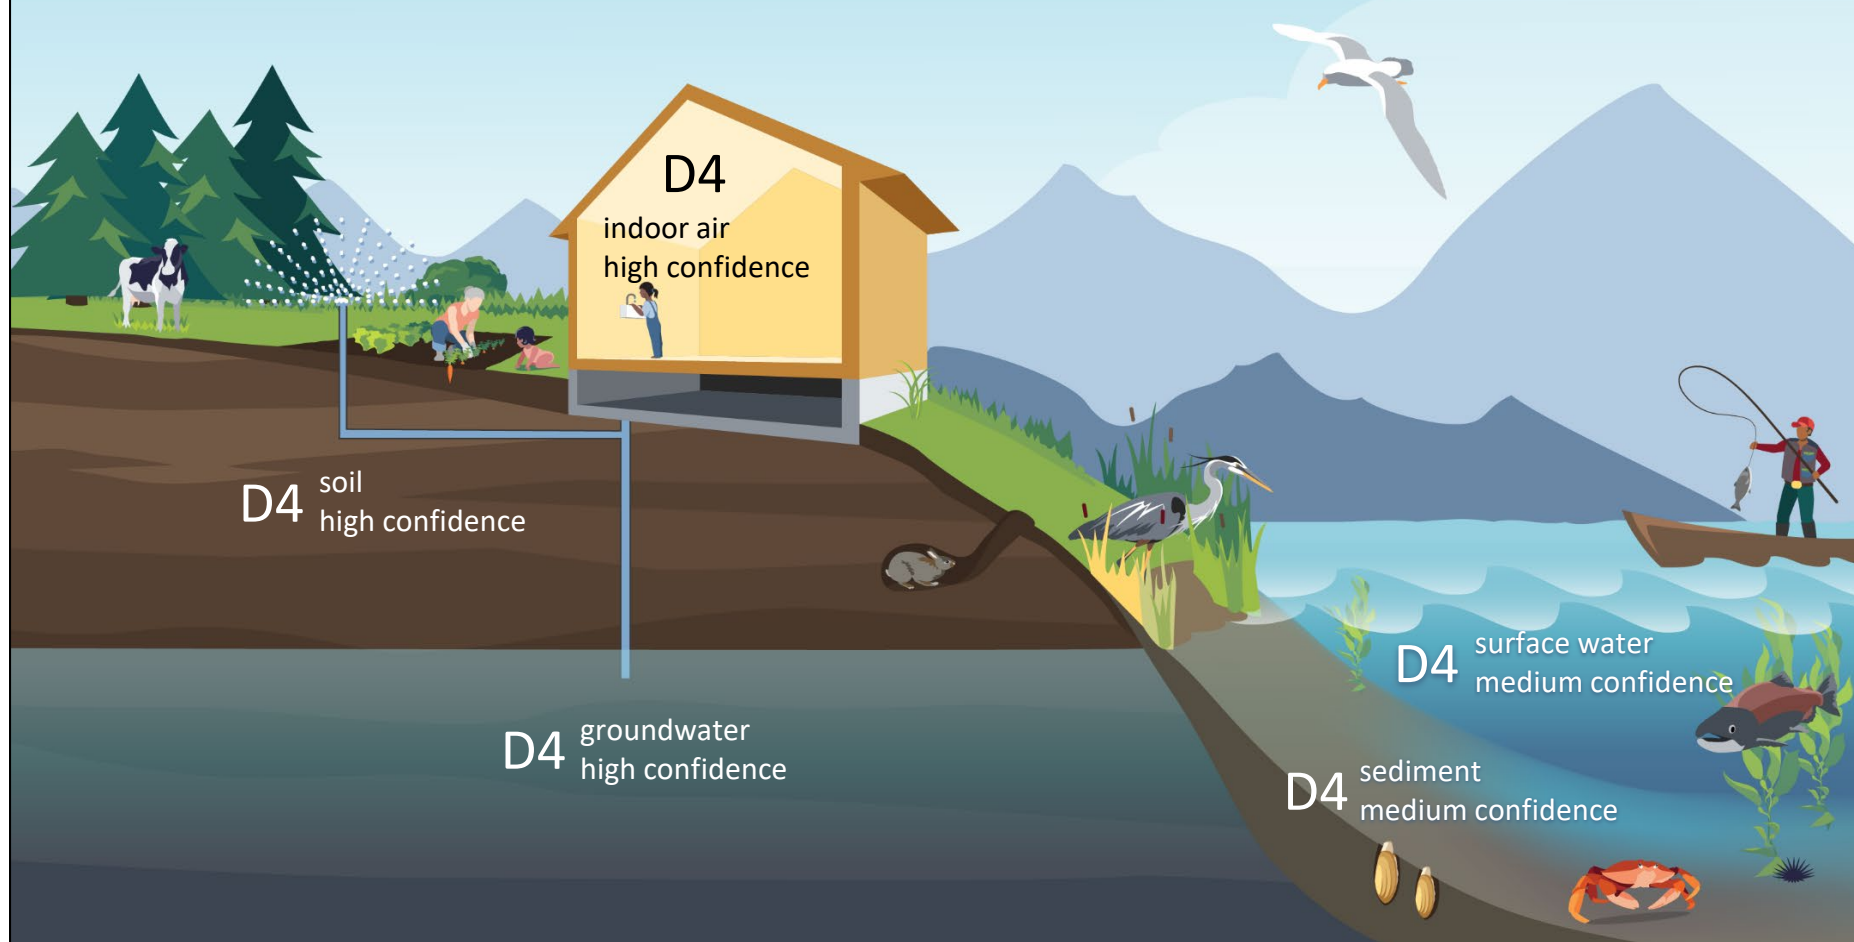 D4
indoor air
high confidence
D4 soil
high confidence
D4 groundwater
high confidence
D4 surface water
medium confidence
D4 sediment
medium confidence